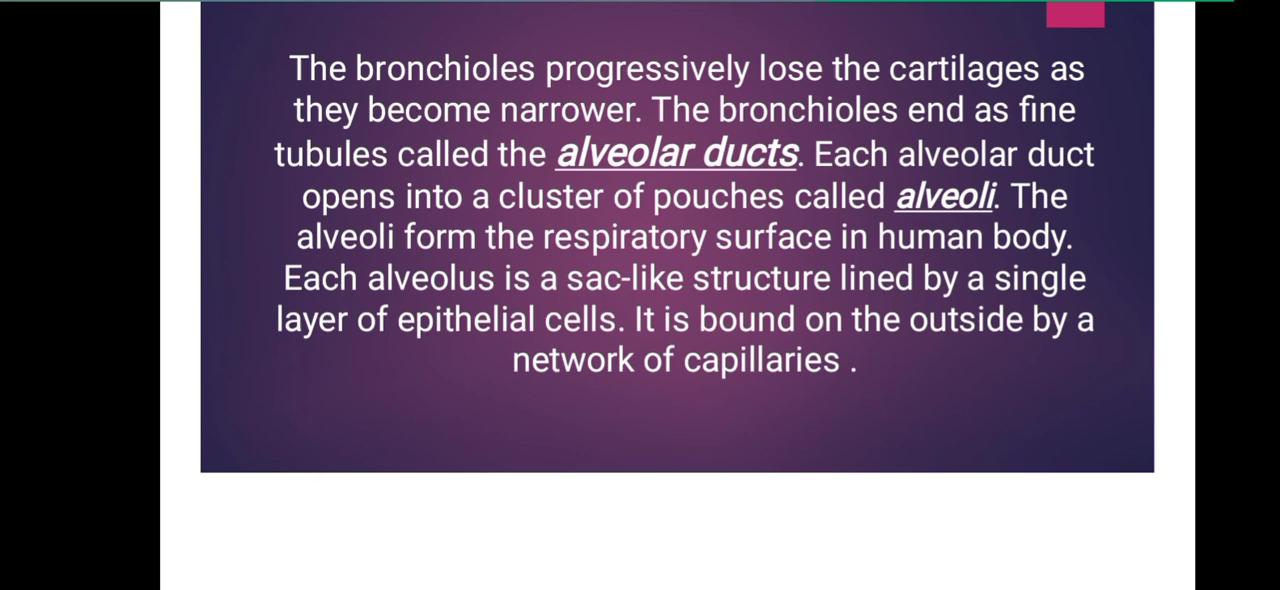 The bronchioles progressively lose the cartilages as
they become narrower. The bronchioles end as fine
tubules called the alveolar ducts. Each alveolar duct
opens into a cluster of pouches called alveoli. The
alveoli form the respiratory surface in human body.
Each alveolus is a sac-like structure lined by a single
layer of epithelial cells. It is bound on the outside by a
network of capillaries .